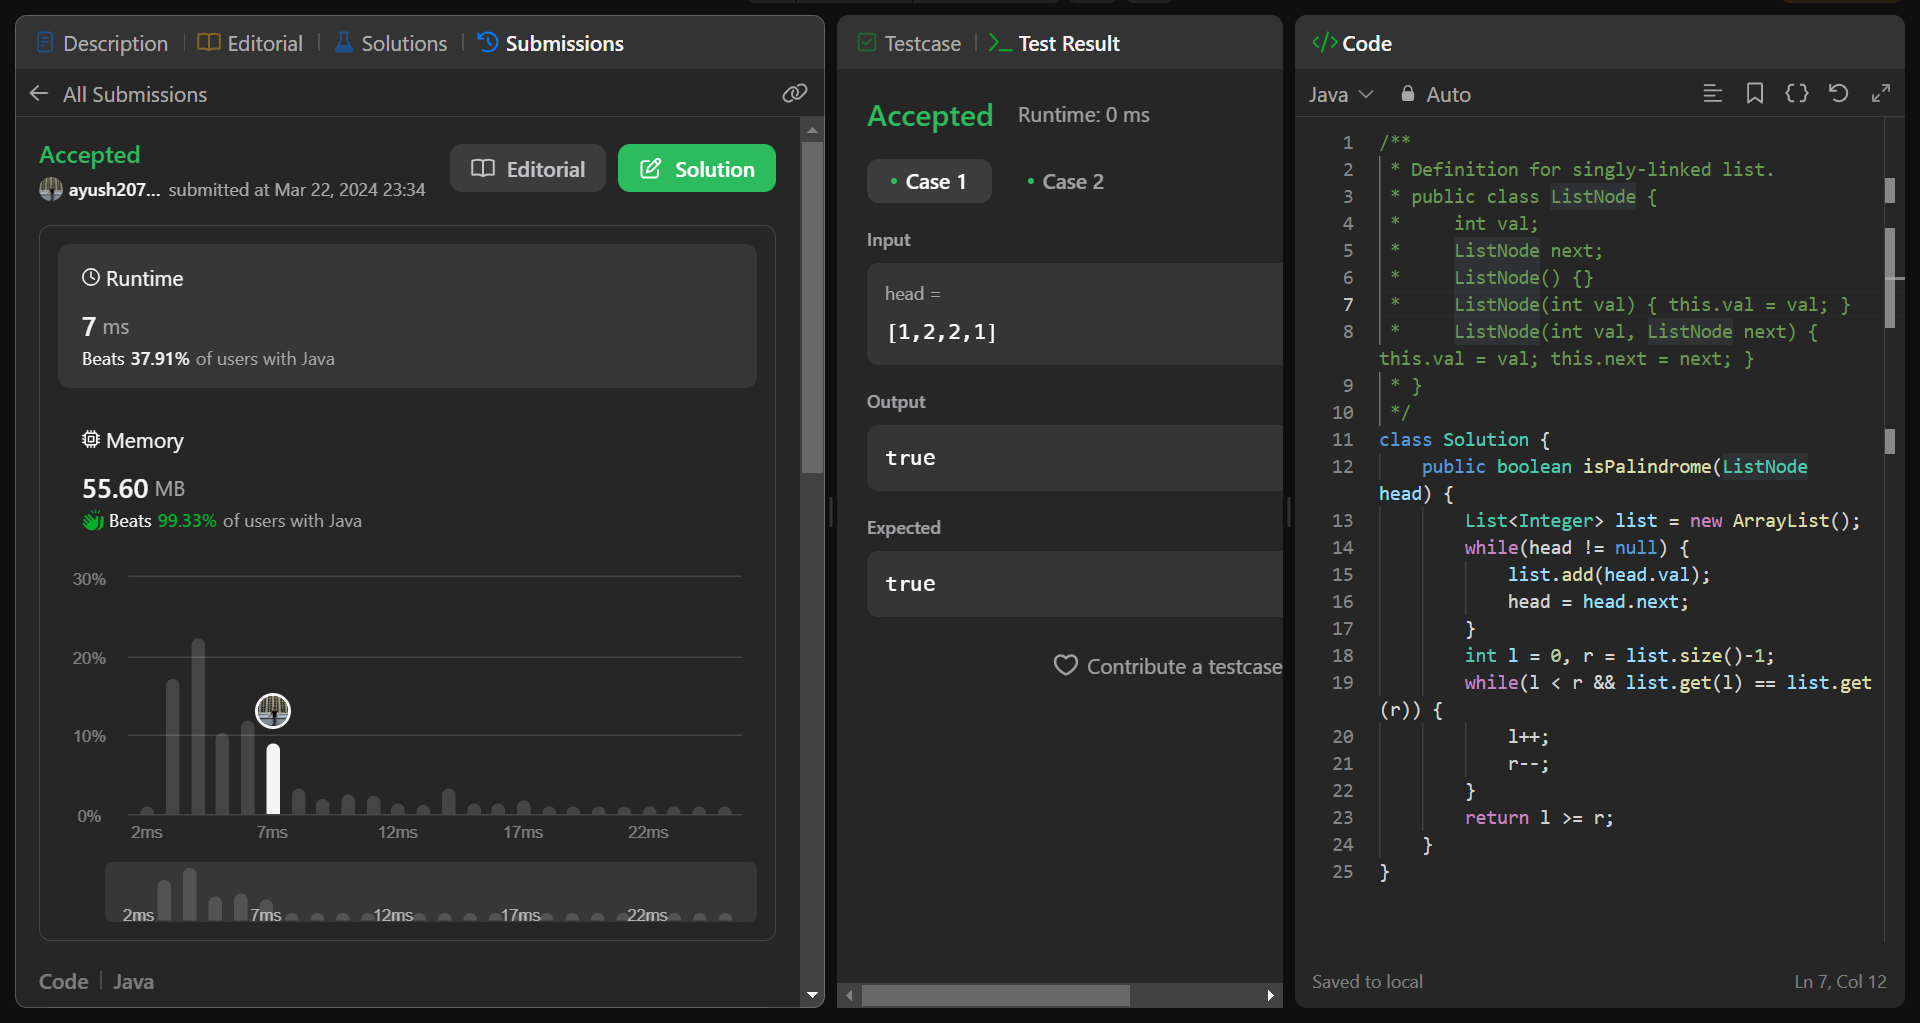 Description
Editorial
Solutions
Submissions
All Submissions
Accepted
ayush207... submitted at Mar 22, 2024 23:34
Editorial
Solution
Runtime
7 ms
Beats 37.91% of users with Java
Memory
55.60 MB
Beats 99.33% of users with Java
30%
20%
10%
0%
2ms 7ms 12ms 17ms 22ms
2ms 7ms 12ms 17ms 22ms
Code | Java
Testcase
Test Result
Accepted Runtime: 0 ms
• Case 1 • Case 2
Input
head =
[1,2,2,1]
Output
true
Expected
true
Contribute a testcase
</> Code
Java Auto
1 /**
2 * Definition for singly-linked list.
3 * public class ListNode {
4 *     int val;
5 *     ListNode next;
6 *     ListNode() {}
7 *     ListNode(int val) { this.val = val; }
8 *     ListNode(int val, ListNode next) {
this.val = val; this.next = next; }
9 * }
10 */
11 class Solution {
12     public boolean isPalindrome(ListNode
head) {
13         List<Integer> list = new ArrayList();
14         while(head != null) {
15             list.add(head.val);
16             head = head.next;
17         }
18         int l = 0, r = list.size()-1;
19         while(l < r && list.get(l) == list.get
(r)) {
20             l++;
21             r--;
22         }
23         return l >= r;
24     }
25 }
Saved to local
Ln 7, Col 12